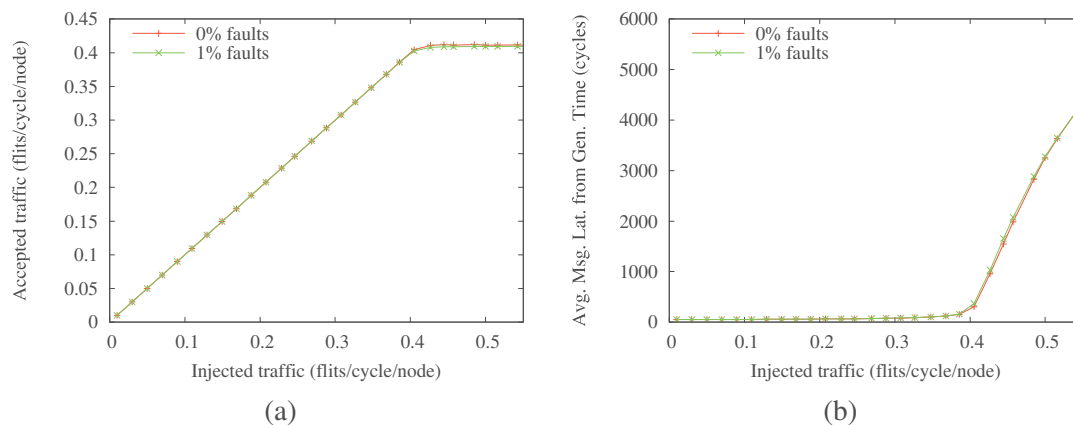 0.45
0.4
0.35
0.3
0.25
0.2
0.15
0.1
0.05
0
0 0.1 0.2 0.3 0.4 0.5
Accepted traffic (flits/cycle/node)
Injected traffic (flits/cycle/node)
0% faults
1% faults
(a)
6000
5000
4000
3000
2000
1000
0
0 0.1 0.2 0.3 0.4 0.5
Avg. Msg. Lat. from Gen. Time (cycles)
Injected traffic (flits/cycle/node)
0% faults
1% faults
(b)